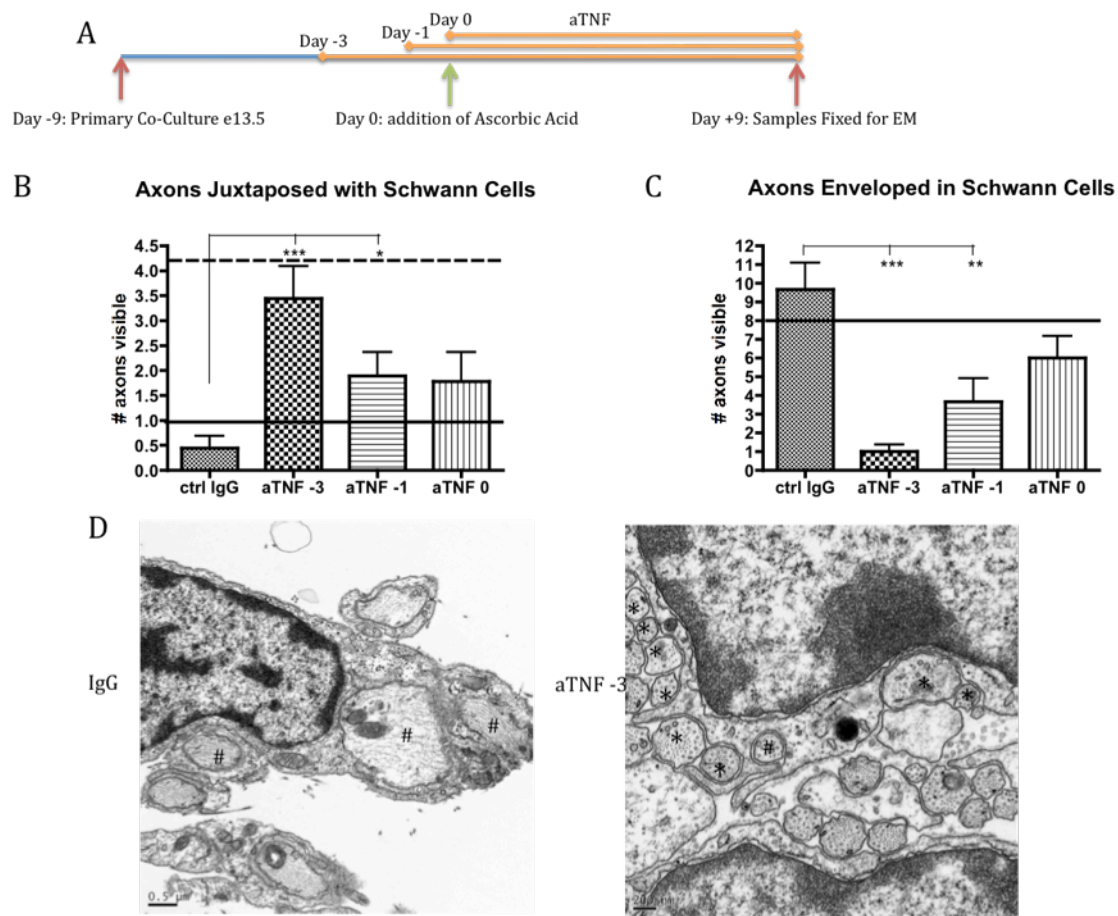 A
Day 0
aTNF
Day -1
Day -3
Day -9: Primary Co-Culture e13.5
Day 0: addition of Ascorbic Acid
Day +9: Samples Fixed for EM
B
Axons Juxtaposed with Schwann Cells
# axons visible
4.5
4.0
3.5
3.0
2.5
2.0
1.5
1.0
0.5
0.0
***
*
ctrl IgG
aTNF -3
aTNF -1
aTNF 0
C
Axons Enveloped in Schwann Cells
# axons visible
12
11
10
9
8
7
6
5
4
3
2
1
0
***
**
ctrl IgG
aTNF -3
aTNF -1
aTNF 0
D
IgG
#
#
#
0.5
aTNF -3
*
*
*
*
*
*
*
*
#